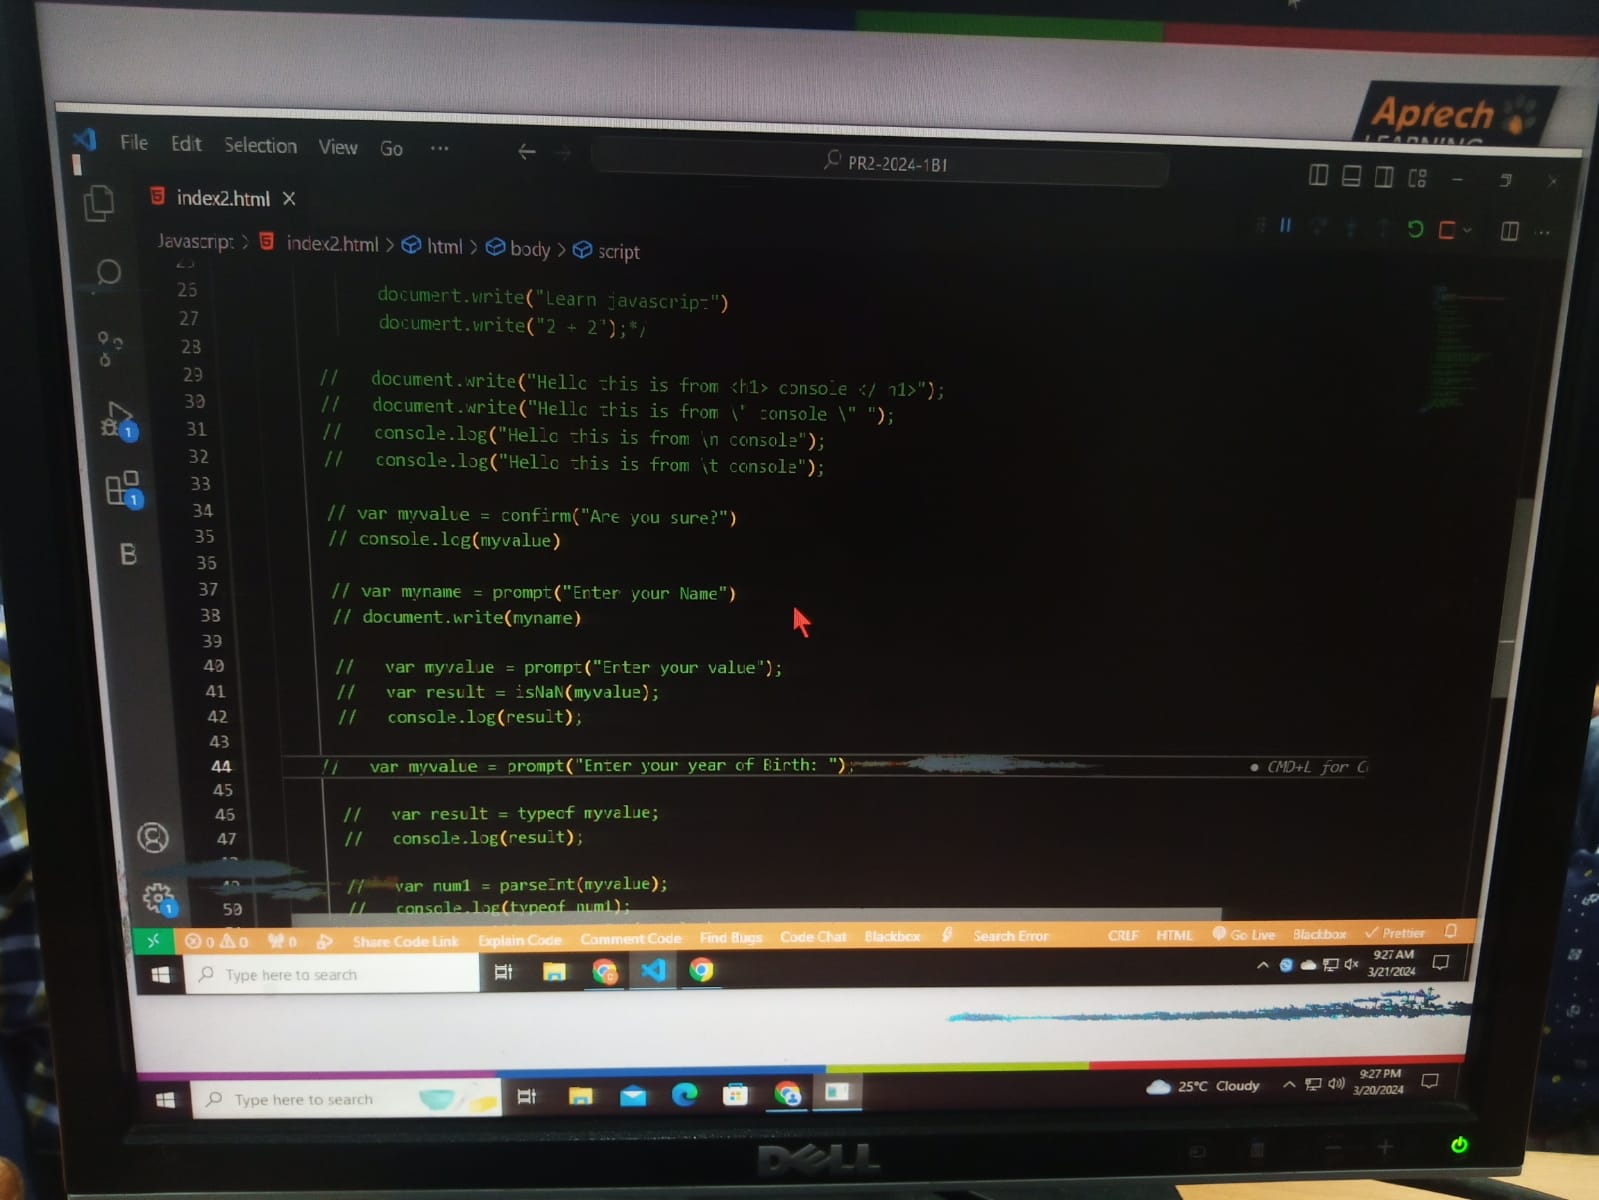 Aptech
LEARNING
File Edit Selection View Go ···
PR2-2024-1B1
index2.html
Javascript > index2.html > html > body > script
26 document.write("Learn javascript")
27 document.write("2 + 2");*/
28
29 // document.write("Hello this is from <h1> console </ h1>");
30 // document.write("Hello this is from \" console \" ");
31 // console.log("Hello this is from \n console");
32 // console.log("Hello this is from \t console");
33
34 // var myvalue = confirm("Are you sure?")
35 // console.log(myvalue)
36
37 // var myname = prompt("Enter your Name")
38 // document.write(myname)
39
40 // var myvalue = prompt("Enter your value");
41 // var result = isNaN(myvalue);
42 // console.log(result);
43
44 // var myvalue = prompt("Enter your year of Birth: "); ● CMD+L for
45
46 // var result = typeof myvalue;
47 // console.log(result);
49 // var num1 = parseInt(myvalue);
50 // console.log(typeof num1);
1
1
B
1
0 0 0 Share Code Link Explain Code Comment Code Find Bugs Code Chat Blackbox Search Error CRLF HTML Go Live Blackbox Prettier
Type here to search
9:27 AM
3/21/2024
Type here to search
25°C Cloudy
9:27 PM
3/20/2024
DELL